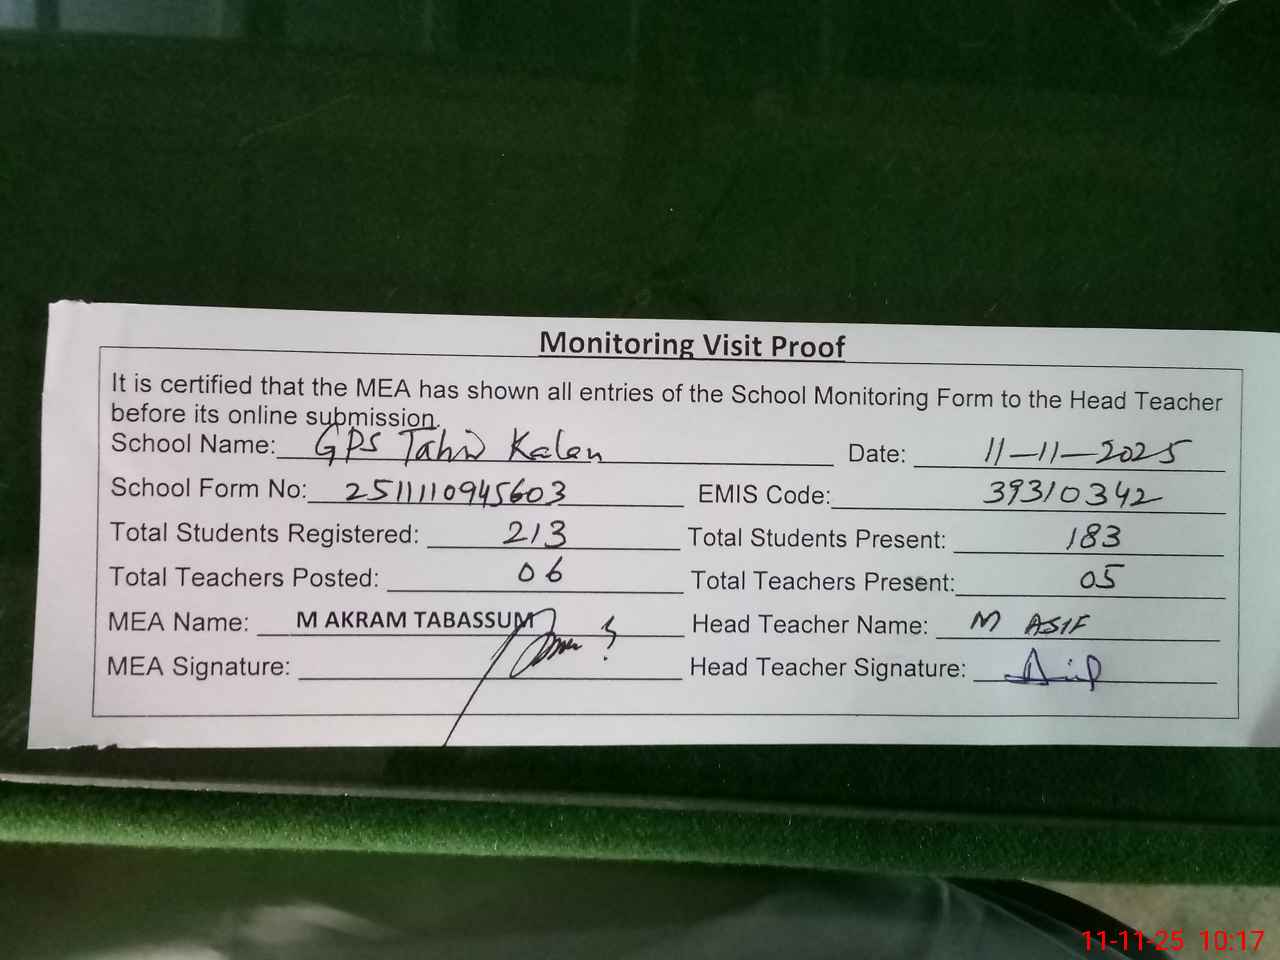 Monitoring Visit Proof
It is certified that the MEA has shown all entries of the School Monitoring Form to the Head Teacher
before its online submission.
School Name: GPS Tahir Kalan Date: 11-11-2025
School Form No: 2511110945603 EMIS Code: 39310342
Total Students Registered: 213 Total Students Present: 183
Total Teachers Posted: 06 Total Teachers Present: 05
MEA Name: M AKRAM TABASSUM Head Teacher Name: M ASIF
MEA Signature: Head Teacher Signature: Asif
11-11-25 10:17